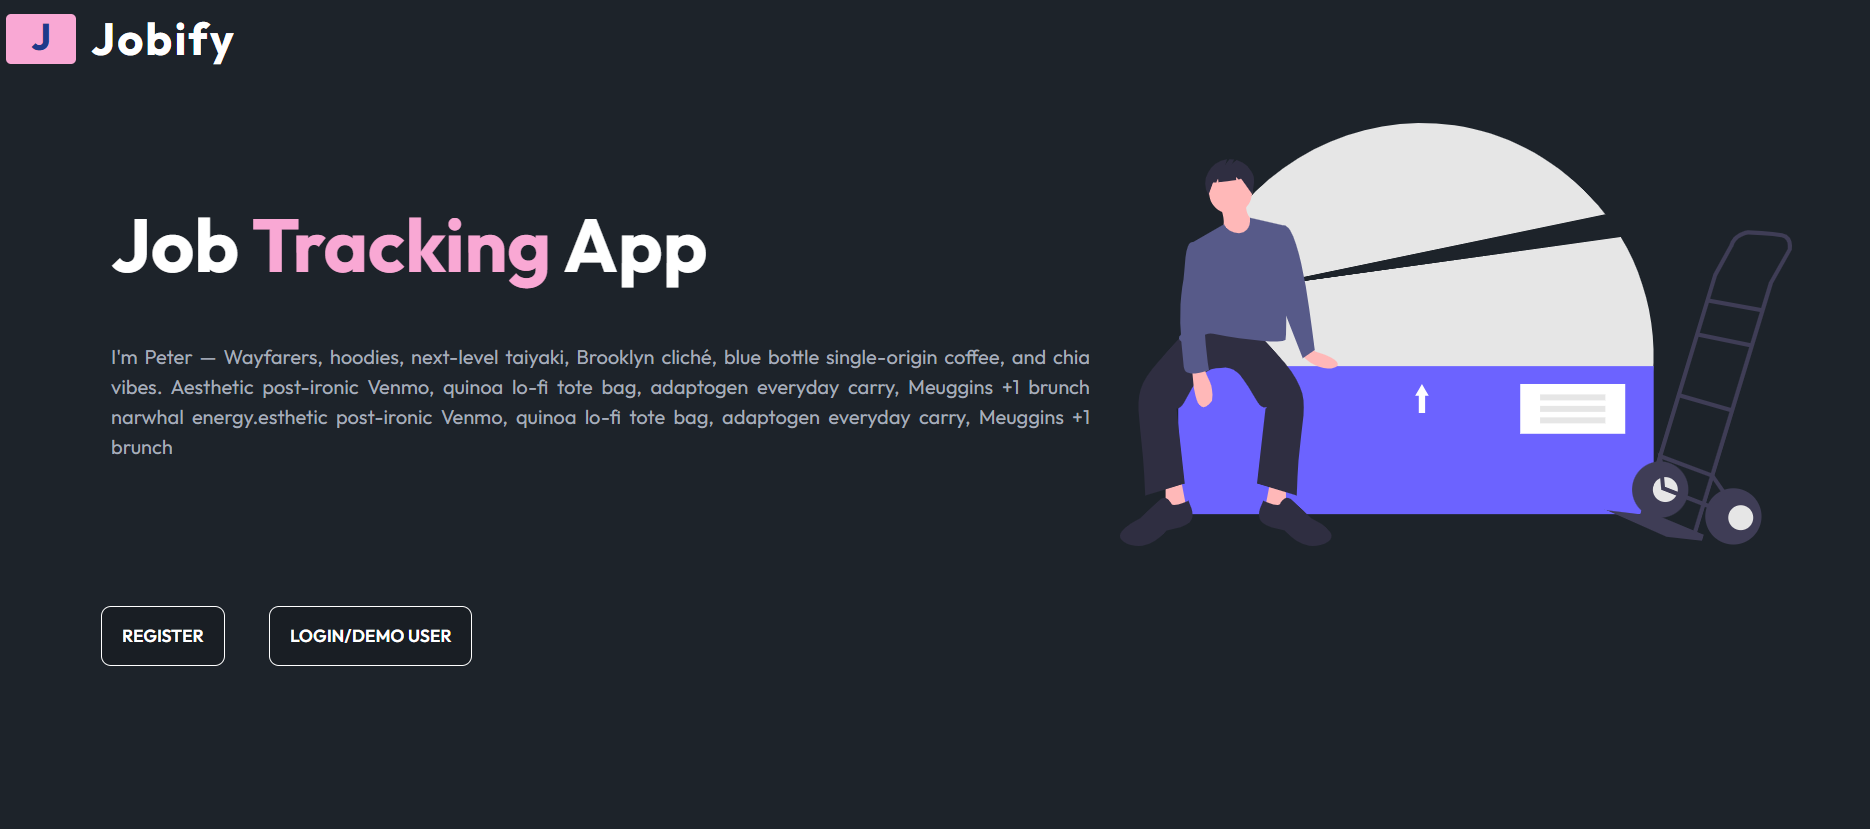 J Jobify
Job Tracking App
I'm Peter — Wayfarers, hoodies, next-level taiyaki, Brooklyn cliché, blue bottle single-origin coffee, and chia
vibes. Aesthetic post-ironic Venmo, quinoa lo-fi tote bag, adaptogen everyday carry, Meuggins +1 brunch
narwhal energy.esthetic post-ironic Venmo, quinoa lo-fi tote bag, adaptogen everyday carry, Meuggins +1
brunch
REGISTER LOGIN/DEMO USER